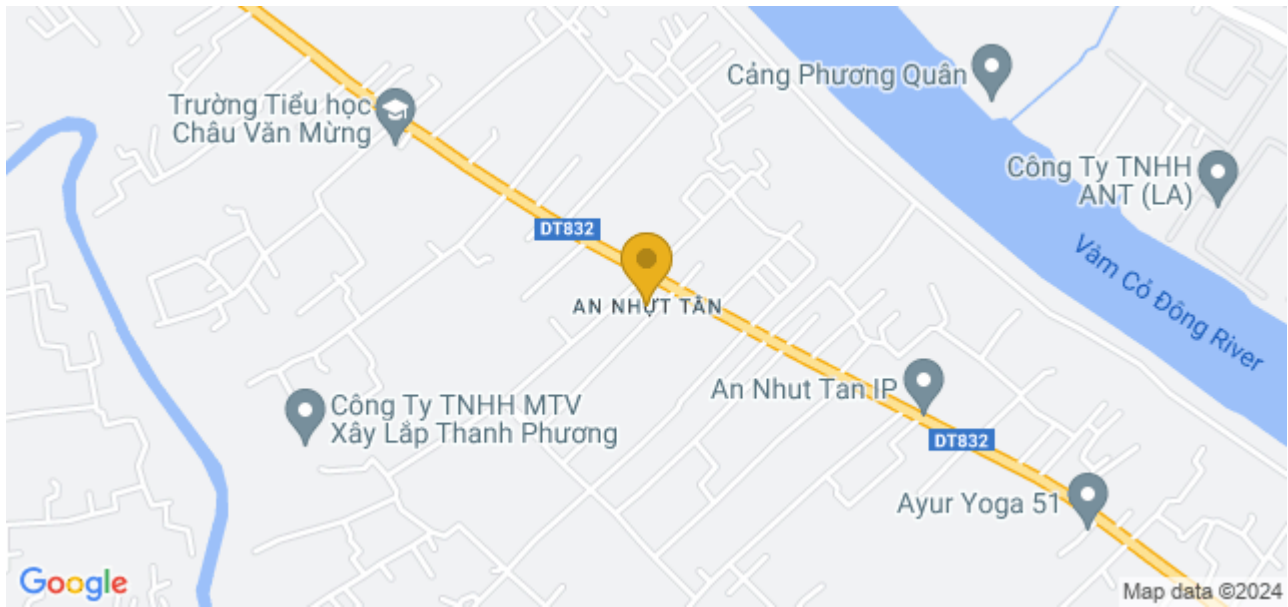 Cảng Phương Quân
Trường Tiểu học
Châu Văn Mừng
Công Ty TNHH
ANT (LA)
DT832
Vàm Cỏ Đông River
AN NHỰT TÂN
An Nhut Tan IP
Công Ty TNHH MTV
Xây Lắp Thanh Phương
DT832
Ayur Yoga 51
Google
Map data ©2024